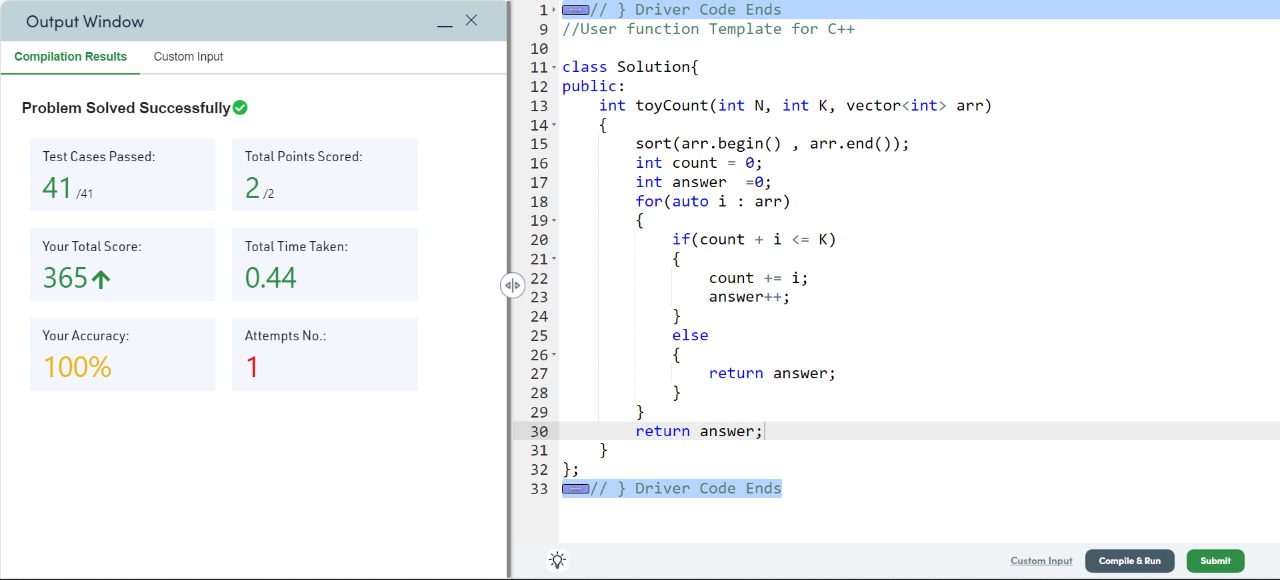 Output Window
Compilation Results
Custom Input
Problem Solved Successfully
Test Cases Passed:
41 /41
Total Points Scored:
2 /2
Your Total Score:
365
Total Time Taken:
0.44
Your Accuracy:
100%
Attempts No.:
1
1 // } Driver Code Ends
9 //User function Template for C++
10
11 class Solution{
12 public:
13     int toyCount(int N, int K, vector<int> arr)
14     {
15         sort(arr.begin() , arr.end());
16         int count = 0;
17         int answer  =0;
18         for(auto i : arr)
19         {
20             if(count + i <= K)
21             {
22                 count += i;
23                 answer++;
24             }
25             else
26             {
27                 return answer;
28             }
29         }
30         return answer;
31     }
32 };
33 // } Driver Code Ends
Custom Input
Compile & Run
Submit